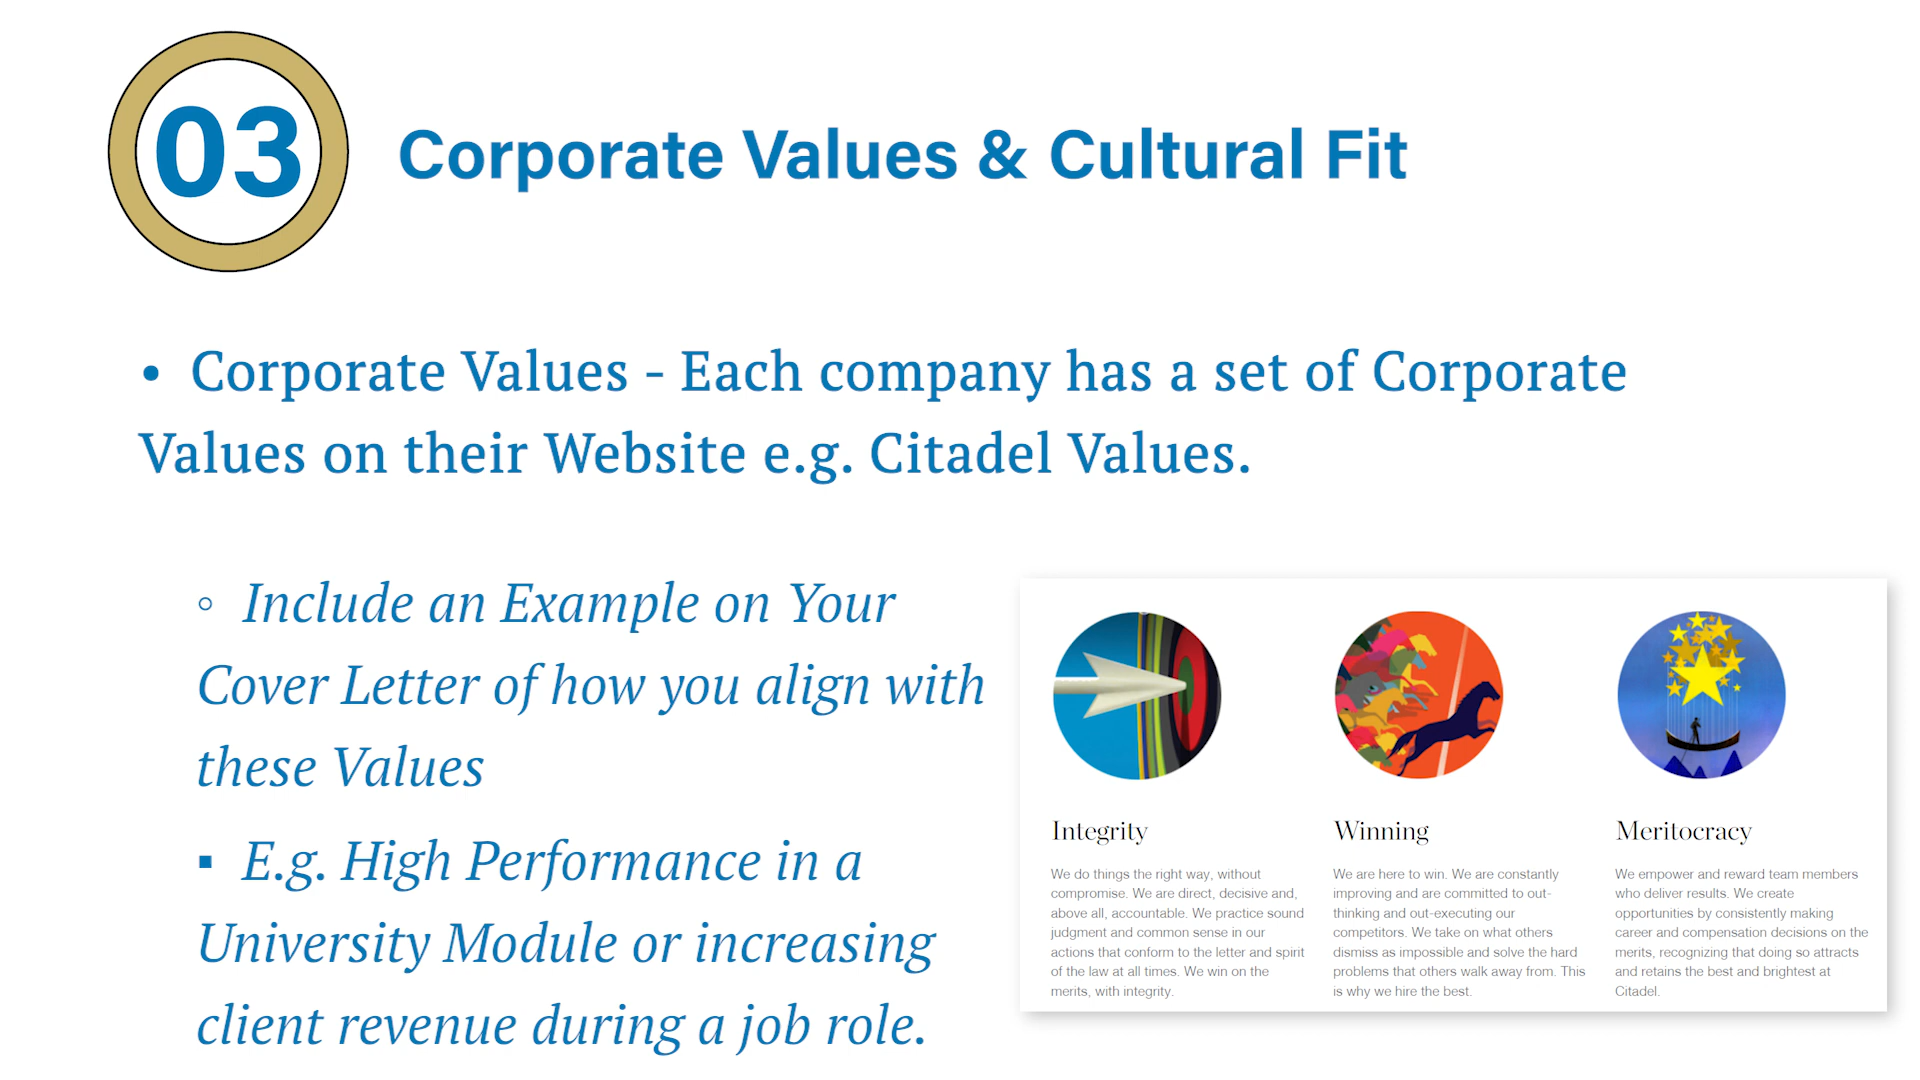 03
Corporate Values & Cultural Fit
• Corporate Values - Each company has a set of Corporate
Values on their Website e.g. Citadel Values.
◦ Include an Example on Your
Cover Letter of how you align with
these Values
▪ E.g. High Performance in a
University Module or increasing
client revenue during a job role.
Integrity
We do things the right way, without
compromise. We are direct, decisive and,
above all, accountable. We practice sound
judgment and common sense in our
actions that conform to the letter and spirit
of the law at all times. We win on the
merits, with integrity.
Winning
We are here to win. We are constantly
improving and are committed to out-
thinking and out-executing our
competitors. We take on what others
dismiss as impossible and solve the hard
problems that others walk away from. This
is why we hire the best.
Meritocracy
We empower and reward team members
who deliver results. We create
opportunities by consistently making
career and compensation decisions on the
merits, recognizing that doing so attracts
and retains the best and brightest at
Citadel.